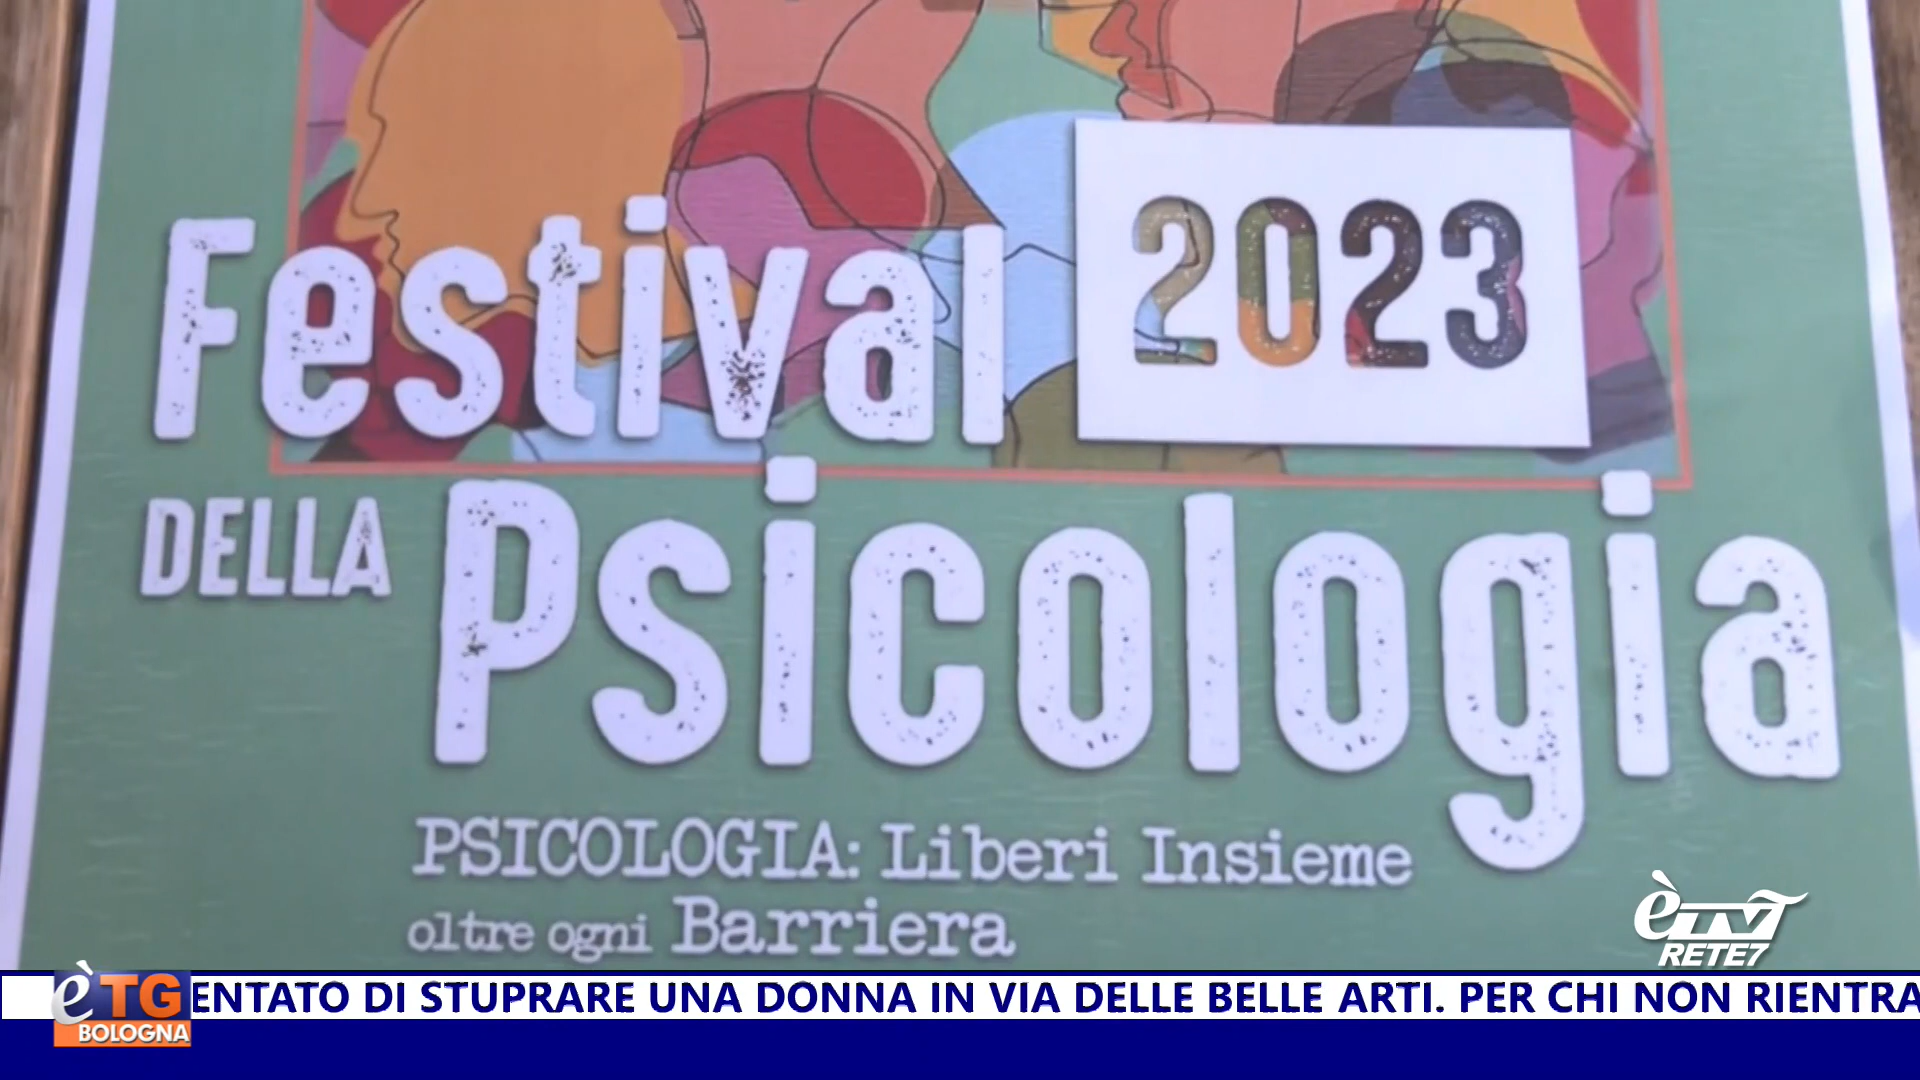 Festival 2023
DELLA Psicologia
PSICOLOGIA: Liberi Insieme
oltre ogni Barriera
èTV
RETE7
èTG
BOLOGNA
ENTATO DI STUPRARE UNA DONNA IN VIA DELLE BELLE ARTI. PER CHI NON RIENTRA